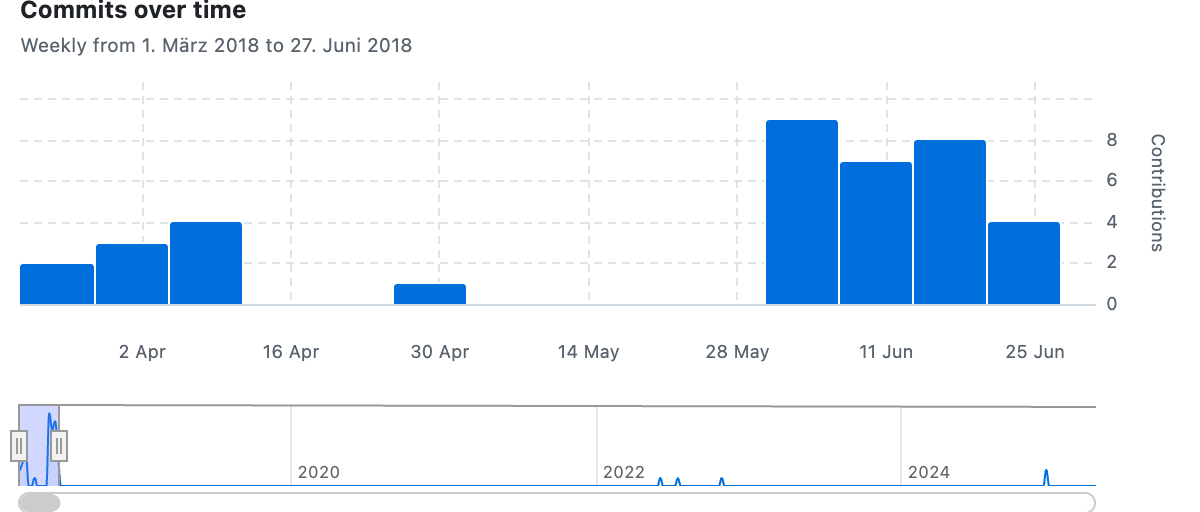 Commits over time
Weekly from 1. März 2018 to 27. Juni 2018
8
6
4
2
0
Contributions
2 Apr 16 Apr 30 Apr 14 May 28 May 11 Jun 25 Jun
2020 2022 2024